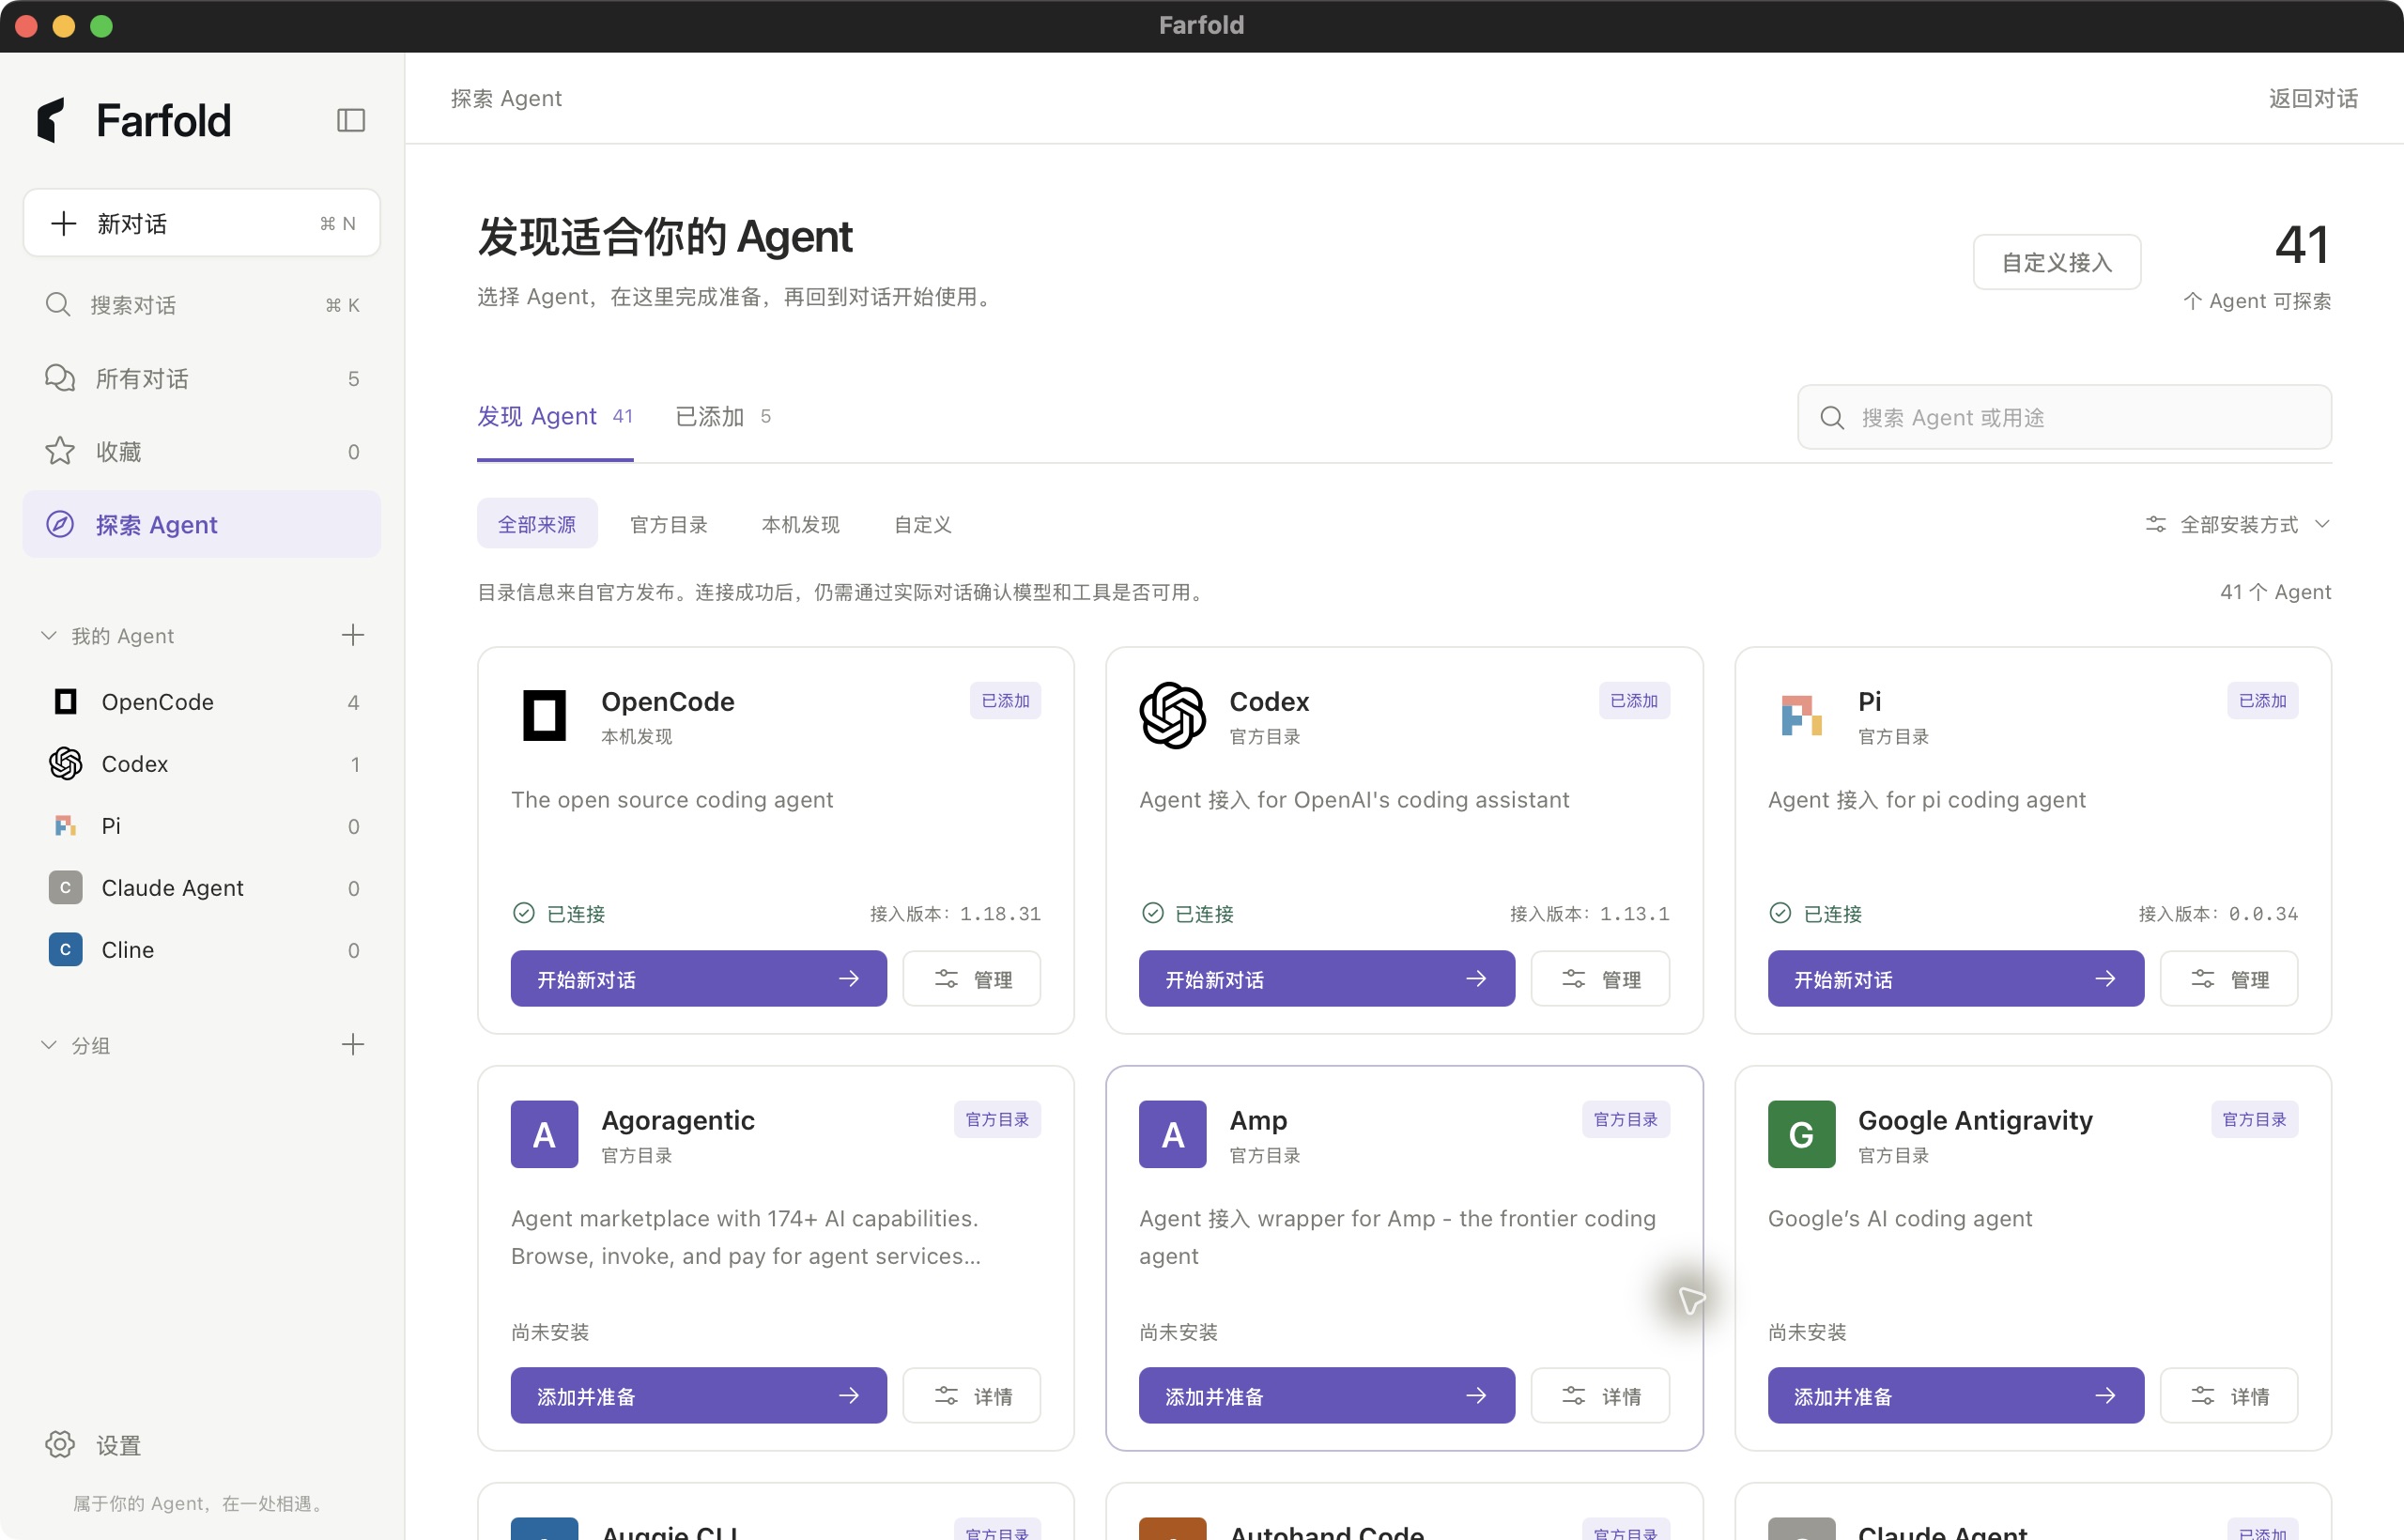 Farfold
Farfold
新对话 ⌘ N
搜索对话 ⌘ K
所有对话 5
收藏 0
探索 Agent
我的 Agent
OpenCode 4
Codex 1
Pi 0
C Claude Agent 0
C Cline 0
分组
设置
属于你的 Agent，在一处相遇。
探索 Agent 返回对话
发现适合你的 Agent
选择 Agent，在这里完成准备，再回到对话开始使用。
自定义接入
41
个 Agent 可探索
发现 Agent 41 已添加 5
搜索 Agent 或用途
全部来源 官方目录 本机发现 自定义 全部安装方式
目录信息来自官方发布。连接成功后，仍需通过实际对话确认模型和工具是否可用。 41 个 Agent
OpenCode 已添加
本机发现
The open source coding agent
已连接 接入版本：1.18.31
开始新对话 管理
Codex 已添加
官方目录
Agent 接入 for OpenAI's coding assistant
已连接 接入版本：1.13.1
开始新对话 管理
Pi 已添加
官方目录
Agent 接入 for pi coding agent
已连接 接入版本：0.0.34
开始新对话 管理
A Agoragentic 官方目录
官方目录
Agent marketplace with 174+ AI capabilities.
Browse, invoke, and pay for agent services...
尚未安装
添加并准备 详情
A Amp 官方目录
官方目录
Agent 接入 wrapper for Amp - the frontier coding
agent
尚未安装
添加并准备 详情
G Google Antigravity 官方目录
官方目录
Google’s AI coding agent
尚未安装
添加并准备 详情
Auggie CLI 官方目录
Autohand Code 官方目录
Claude Agent 已添加